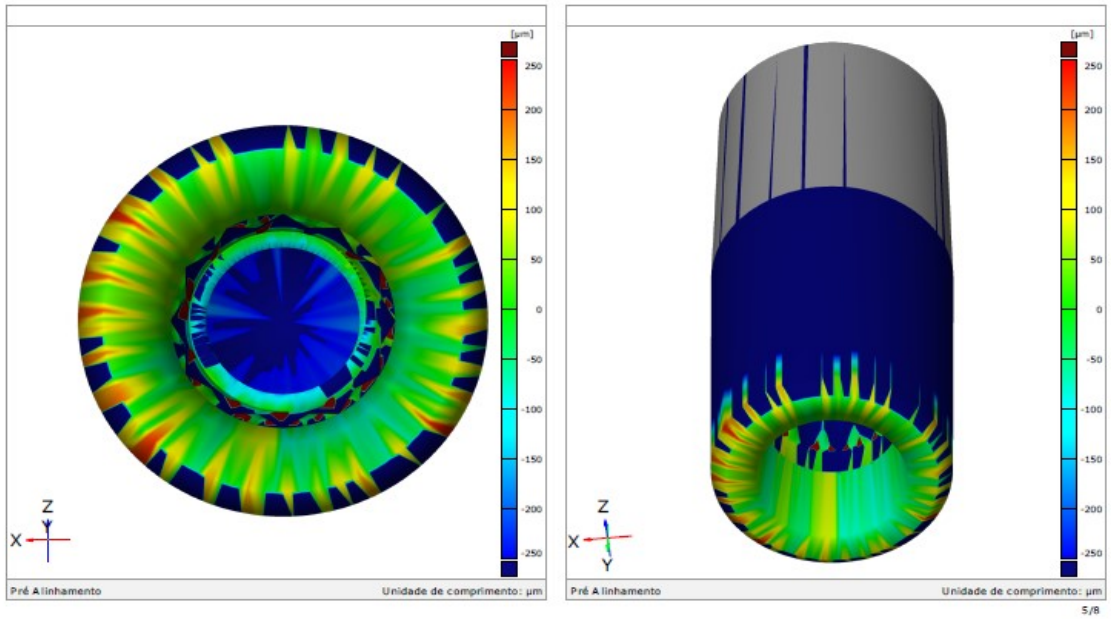 [µm]
250
200
150
100
50
0
-50
-100
-150
-200
-250
Z
Y
X
Pré Alinhamento
Unidade de comprimento: µm
[µm]
250
200
150
100
50
0
-50
-100
-150
-200
-250
Z
X
Y
Pré Alinhamento
Unidade de comprimento: µm
5/8